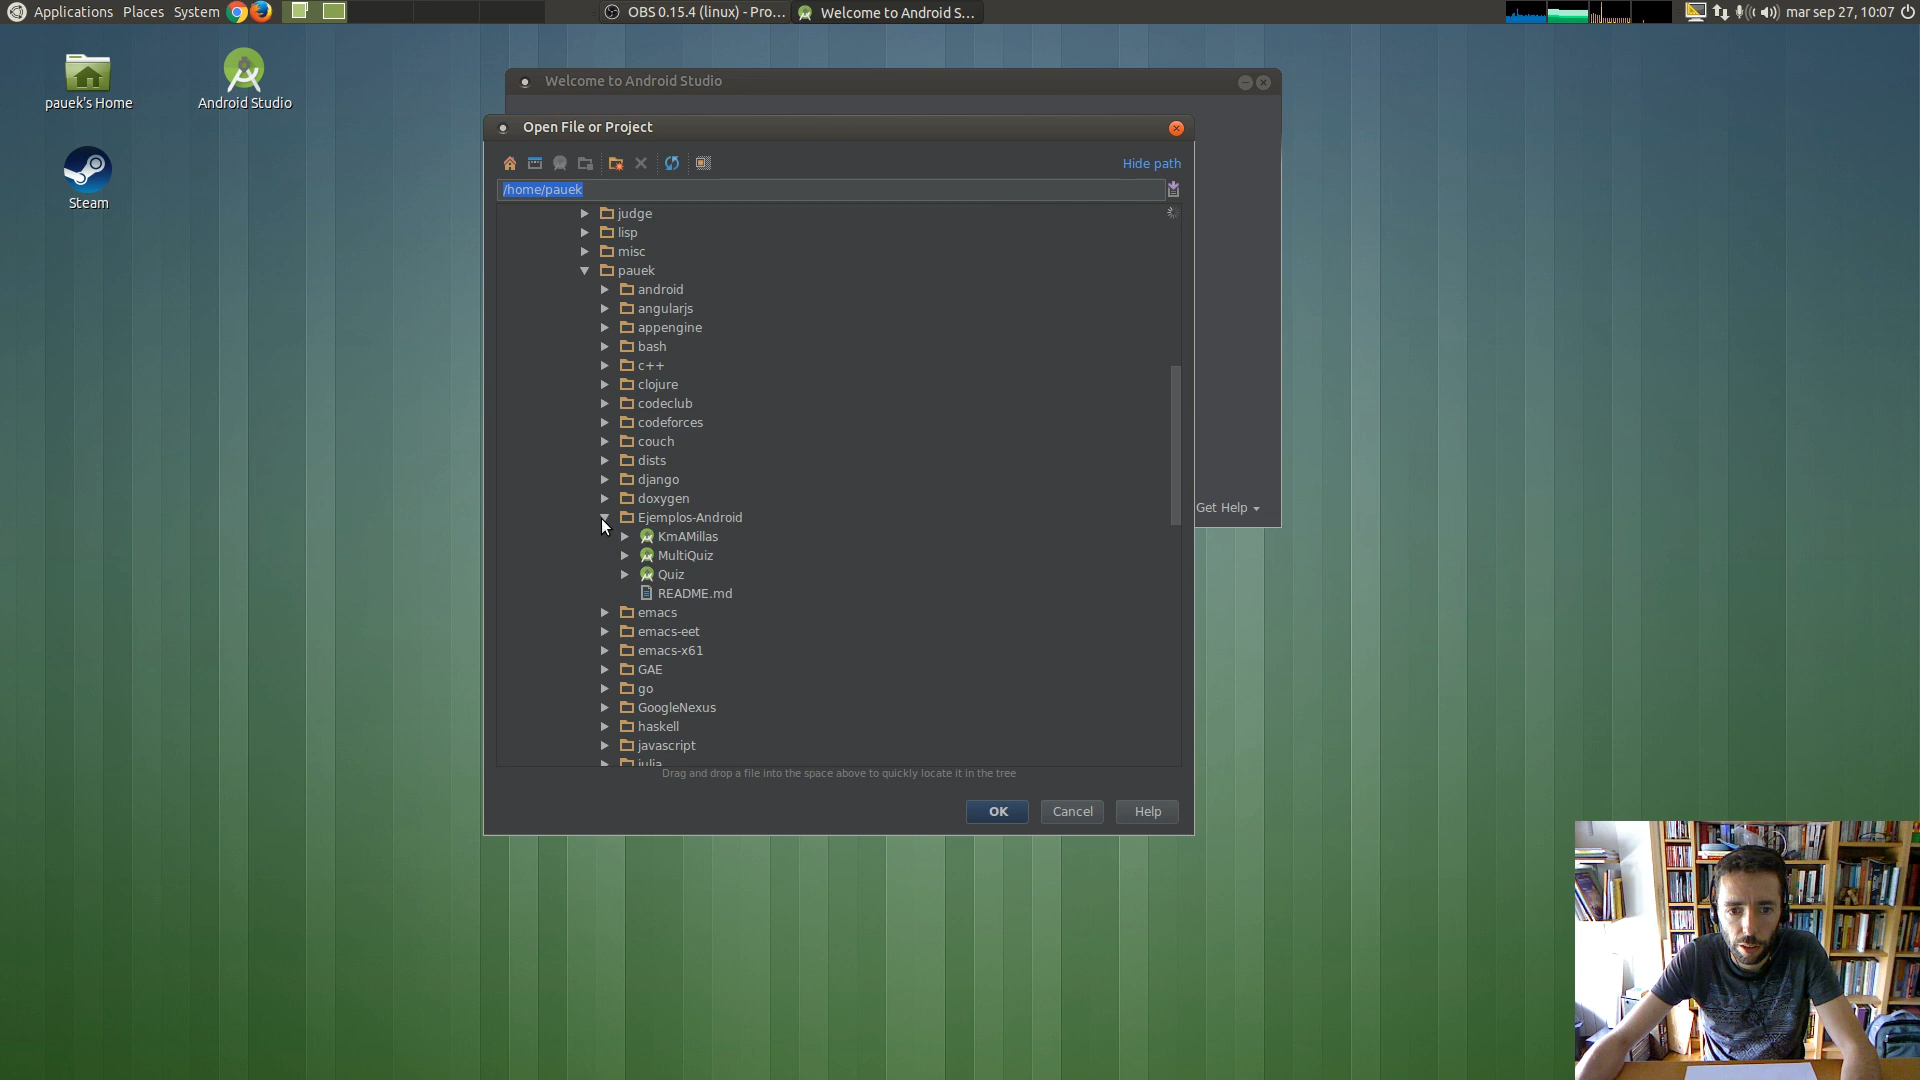 Applications Places System
OBS 0.15.4 (linux) - Pro...
Welcome to Android S...
mar sep 27, 10:07
pauek's Home
Android Studio
Steam
Welcome to Android Studio
Open File or Project
Hide path
/home/pauek
judge
lisp
misc
pauek
android
angularjs
appengine
bash
c++
clojure
codeclub
codeforces
couch
dists
django
doxygen
Ejemplos-Android
KmAMillas
MultiQuiz
Quiz
README.md
emacs
emacs-eet
emacs-x61
GAE
go
GoogleNexus
haskell
javascript
julia
Get Help
Drag and drop a file into the space above to quickly locate it in the tree
OK
Cancel
Help